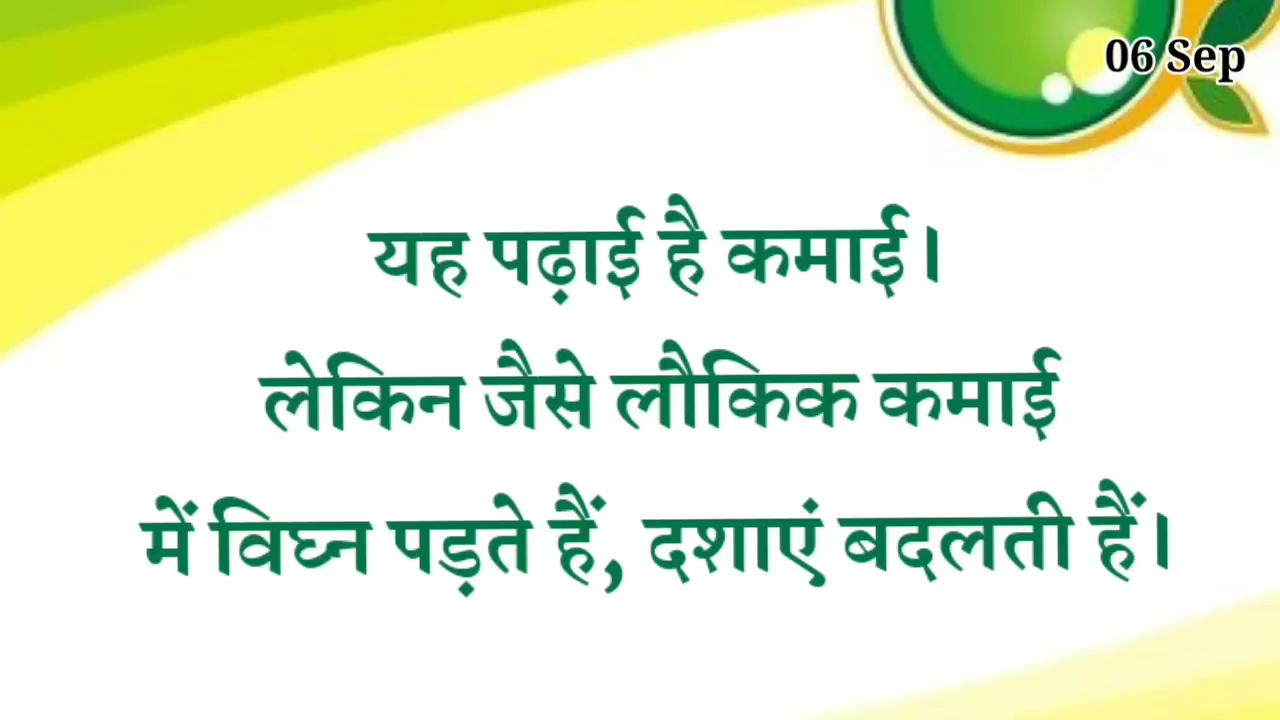 06 Sep
यह पढ़ाई है कमाई।
लेकिन जैसे लौकिक कमाई
में विघ्न पड़ते हैं, दशाएं बदलती हैं।